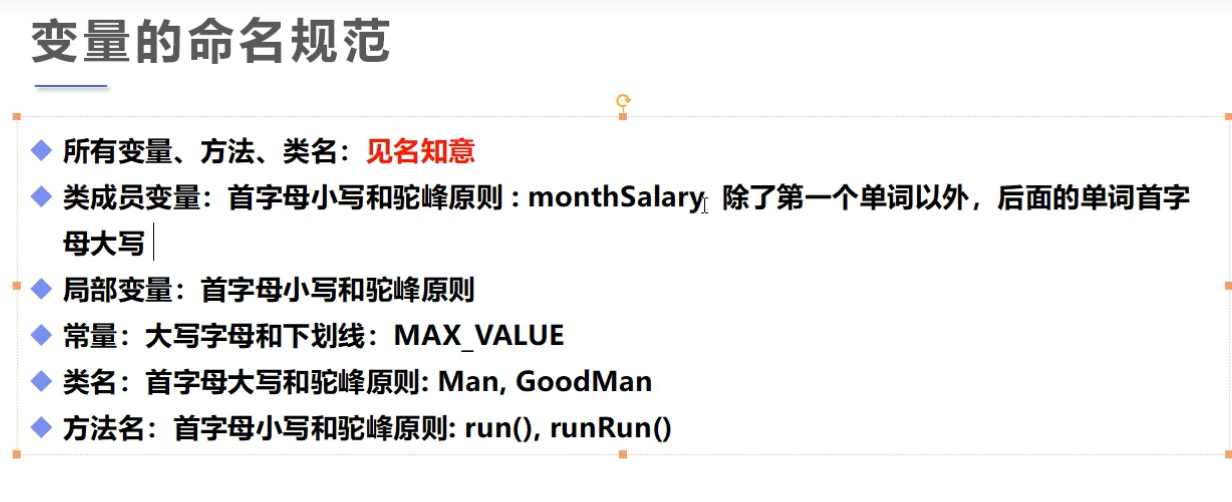 变量的命名规范
所有变量、方法、类名：见名知意
类成员变量：首字母小写和驼峰原则 : monthSalary 除了第一个单词以外，后面的单词首字
母大写
局部变量：首字母小写和驼峰原则
常量：大写字母和下划线：MAX_VALUE
类名：首字母大写和驼峰原则: Man, GoodMan
方法名：首字母小写和驼峰原则: run(), runRun()